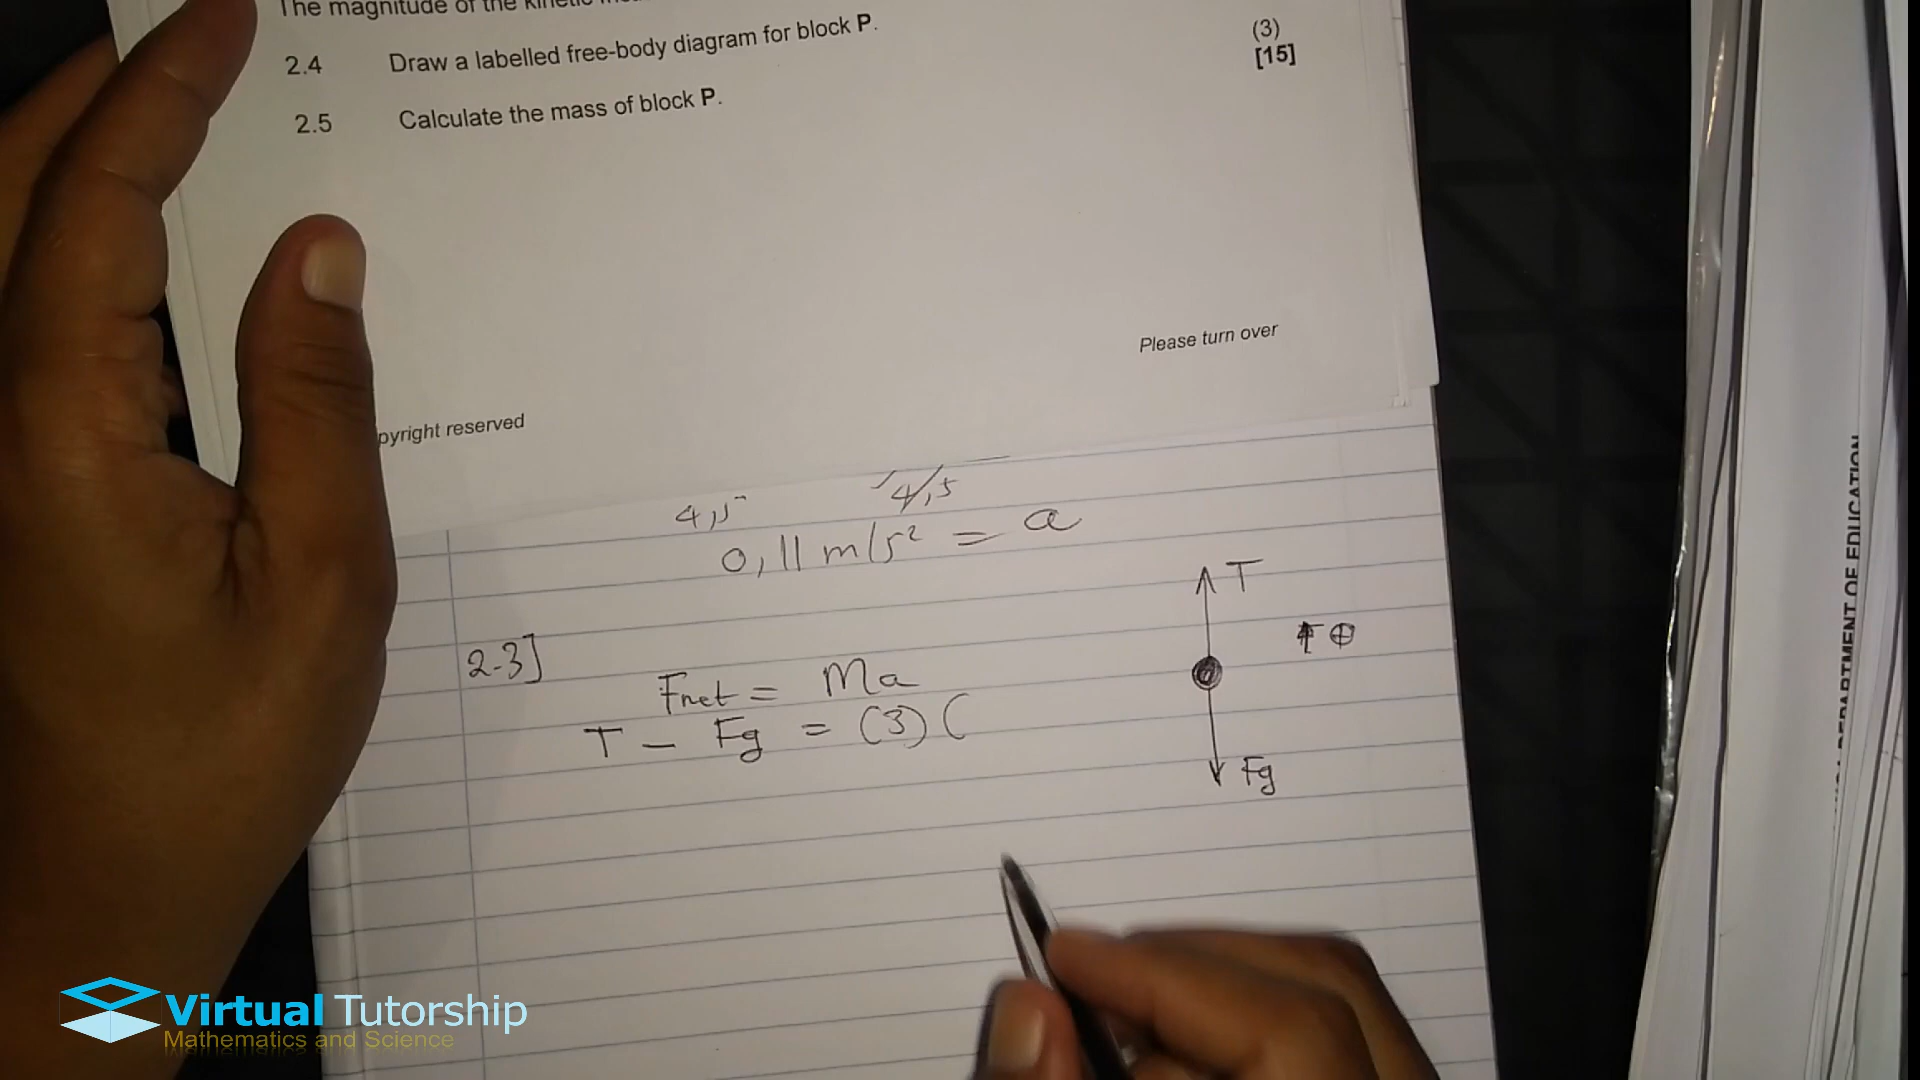 The magnitude of the kinetic
2.4 Draw a labelled free-body diagram for block P.
(3)
[15]
2.5 Calculate the mass of block P.
Please turn over
pyright reserved
4,5 4,5
0,11 m/s² = a
T
↑ ⊕
2-3]
Fnet = Ma
T - Fg = (3) (
Fg
DEPARTMENT OF EDUCATION
Virtual Tutorship
Mathematics and Science